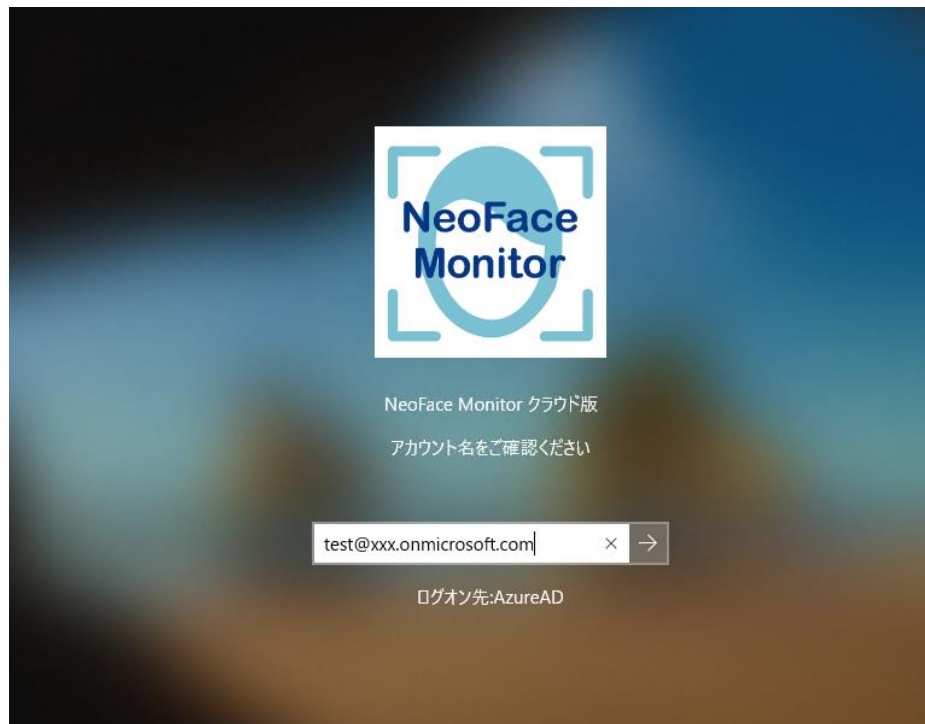 NeoFace
Monitor
NeoFace Monitor クラウド版
アカウント名をご確認ください
test@xxx.onmicrosoft.com
ログオン先:AzureAD